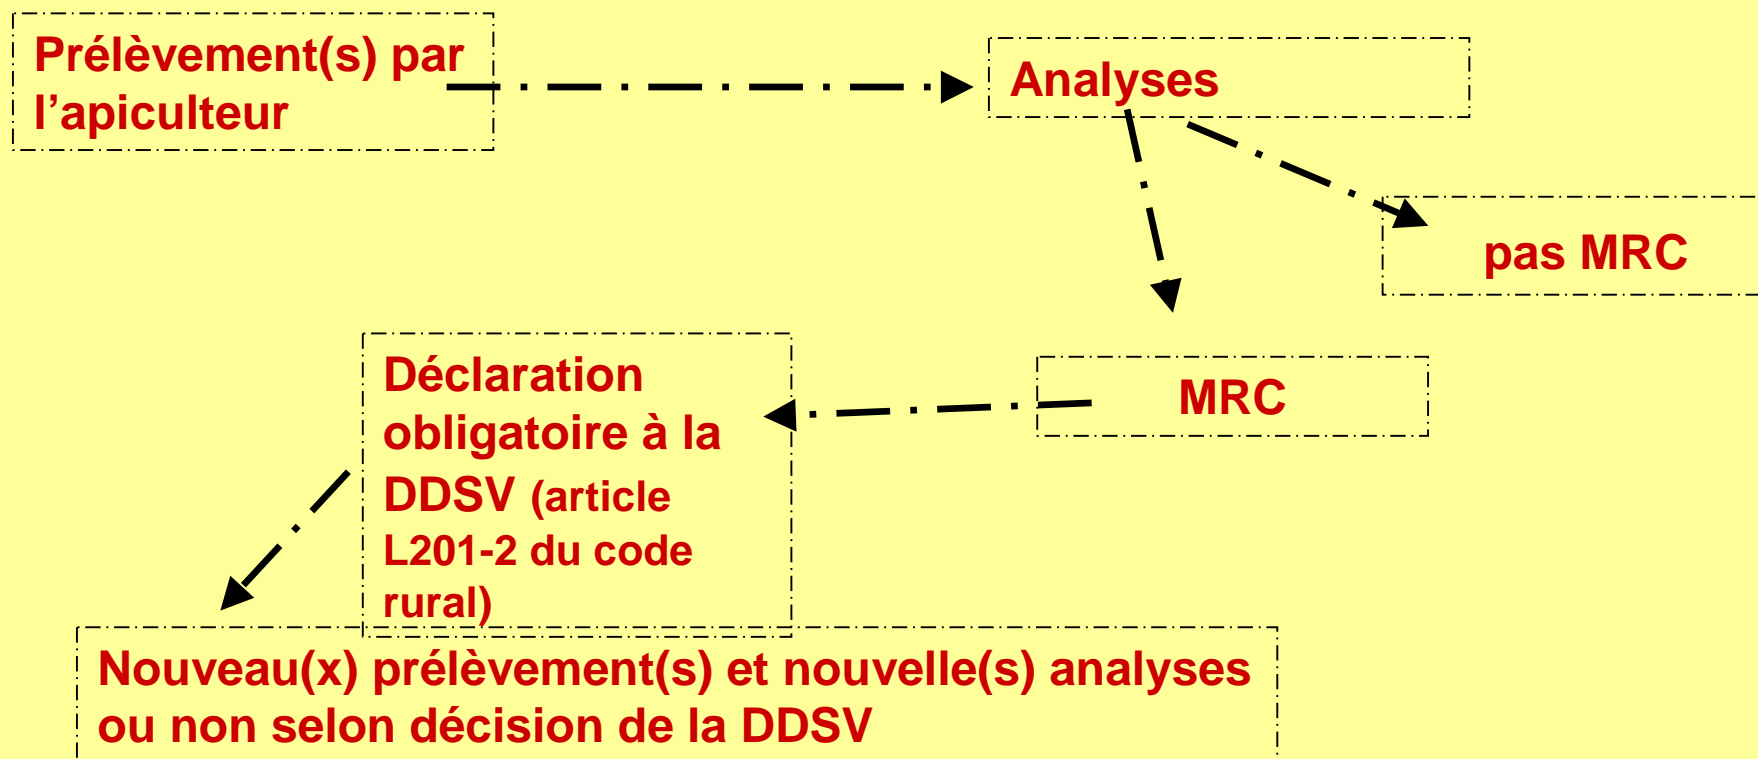 Prélèvement(s) par
l’apiculteur
Analyses
pas MRC
MRC
Déclaration
obligatoire à la
DDSV (article
L201-2 du code
rural)
Nouveau(x) prélèvement(s) et nouvelle(s) analyses
ou non selon décision de la DDSV